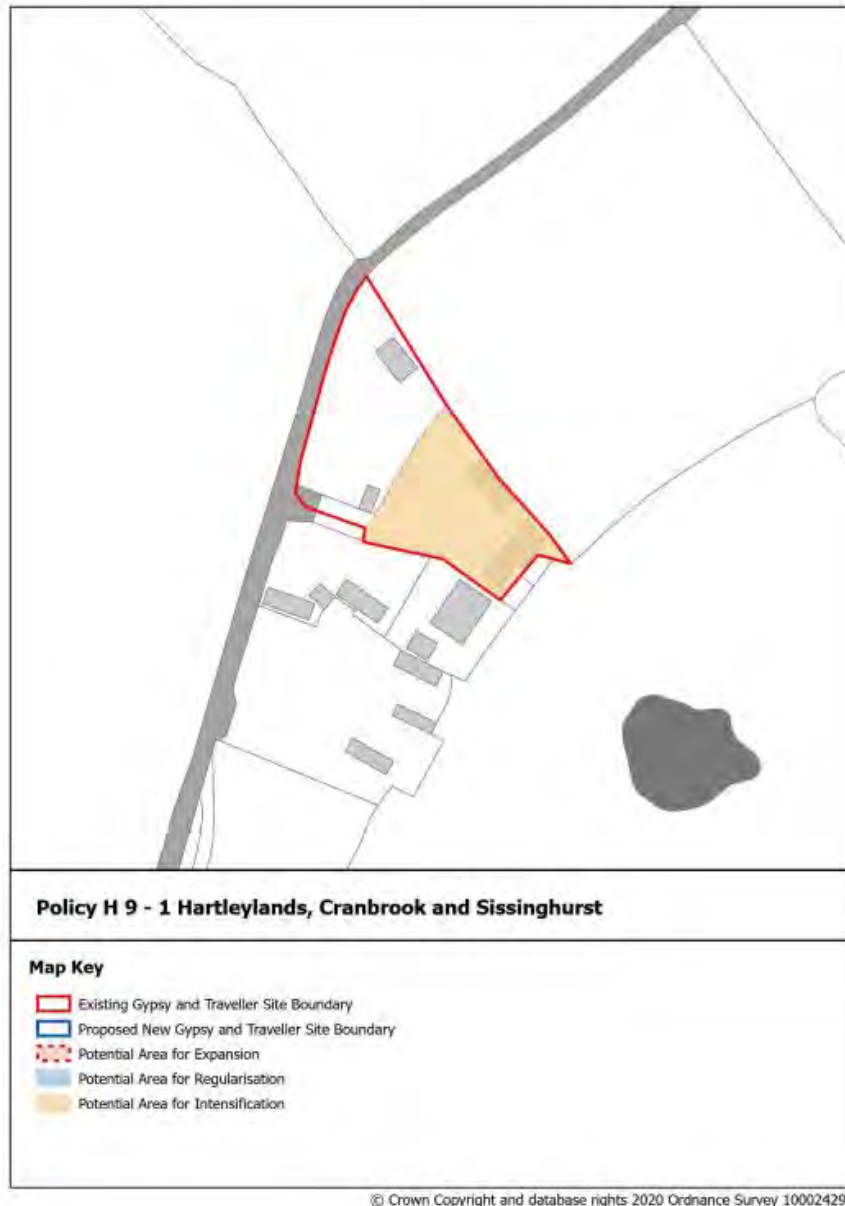 Policy H 9 - 1 Hartleylands, Cranbrook and Sissinghurst
Map Key
Existing Gypsy and Traveller Site Boundary
Proposed New Gypsy and Traveller Site Boundary
Potential Area for Expansion
Potential Area for Regularisation
Potential Area for Intensification
© Crown Copyright and database rights 2020 Ordnance Survey 10002429